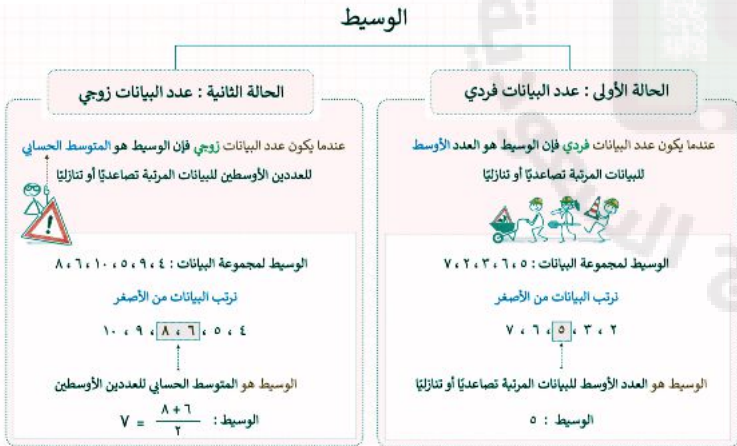 الوسيط
الحالة الأولى : عدد البيانات فردي
عندما يكون عدد البيانات فردي فإن الوسيط هو العدد الأوسط
للبيانات المرتبة تصاعديًا أو تنازليًا
الوسيط لمجموعة البيانات : ٥ ، ٦ ، ٣ ، ٢ ، ٧
نرتب البيانات من الأصغر
٢ ، ٣ ، ٥ ، ٦ ، ٧
الوسيط هو العدد الأوسط للبيانات المرتبة تصاعديًا أو تنازليًا
الوسيط : ٥
الحالة الثانية : عدد البيانات زوجي
عندما يكون عدد البيانات زوجي فإن الوسيط هو المتوسط الحسابي
للعددين الأوسطين للبيانات المرتبة تصاعديًا أو تنازليًا
الوسيط لمجموعة البيانات : ٤ ، ٩ ، ٥ ، ١٠ ، ٦ ، ٨
نرتب البيانات من الأصغر
٤ ، ٥ ، ٦ ، ٨ ، ٩ ، ١٠
الوسيط هو المتوسط الحسابي للعددين الأوسطين
الوسيط : ٦ + ٨ / ٢ = ٧